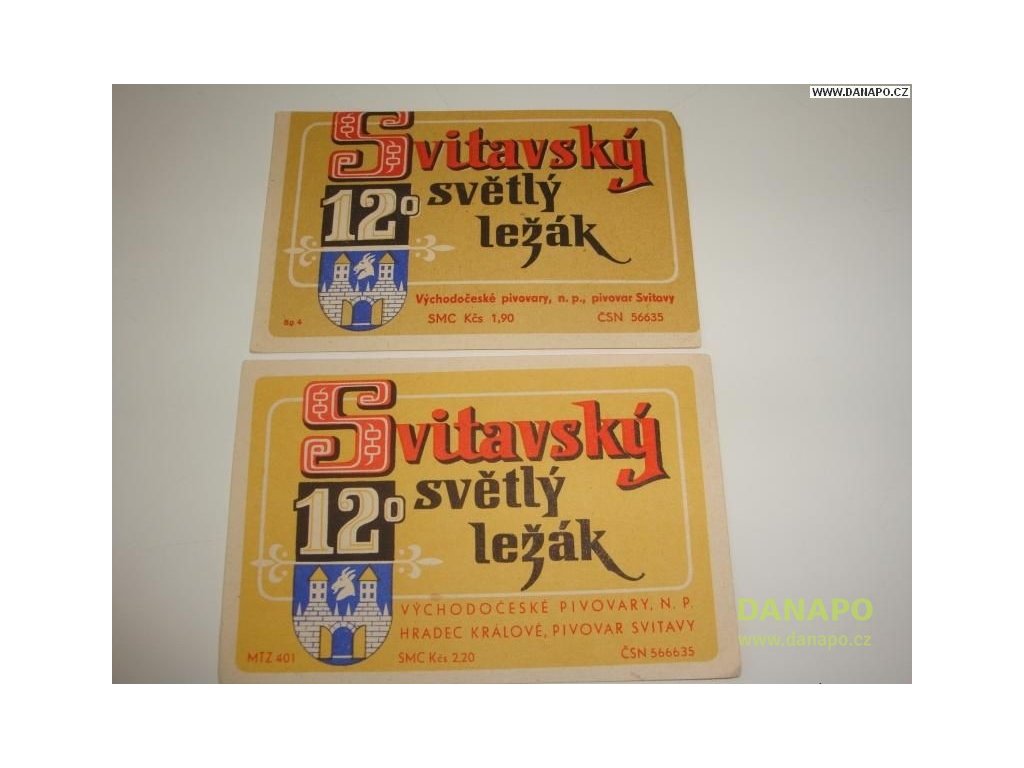 WWW.DANAPO.CZ
Svitavský
12° světlý
ležák
Východočeské pivovary, n. p., pivovar Svitavy
Bp 4 SMC Kčs 1,90 ČSN 56635
Svitavský
12° světlý
ležák
VÝCHODOČESKÉ PIVOVARY, N. P.
HRADEC KRÁLOVÉ, PIVOVAR SVITAVY
MTZ 401 SMC Kčs 2,20 ČSN 566635
DANAPO
www.danapo.cz